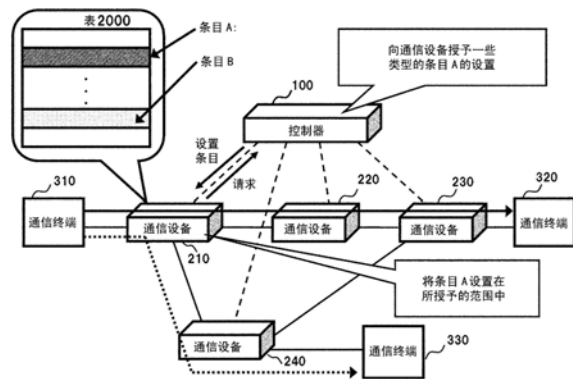 表2000
条目A:
条目B
向通信设备授予一些
类型的条目A的设置
100
控制器
设置
条目
请求
310
220
230
320
通信终端
通信设备
通信设备
通信设备
通信终端
210
将条目A设置在
所授予的范围中
330
通信设备
240
通信终端